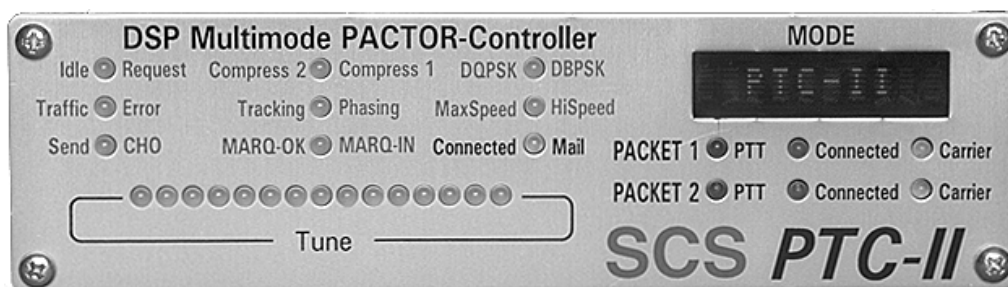 DSP Multimode PACTOR-Controller
MODE
PTC-II
Idle Request Compress 2 Compress 1 DQPSK DBPSK
Traffic Error Tracking Phasing MaxSpeed HiSpeed
Send CHO MARQ-OK MARQ-IN Connected Mail
PACKET 1 PTT Connected Carrier
PACKET 2 PTT Connected Carrier
Tune
SCS PTC-II